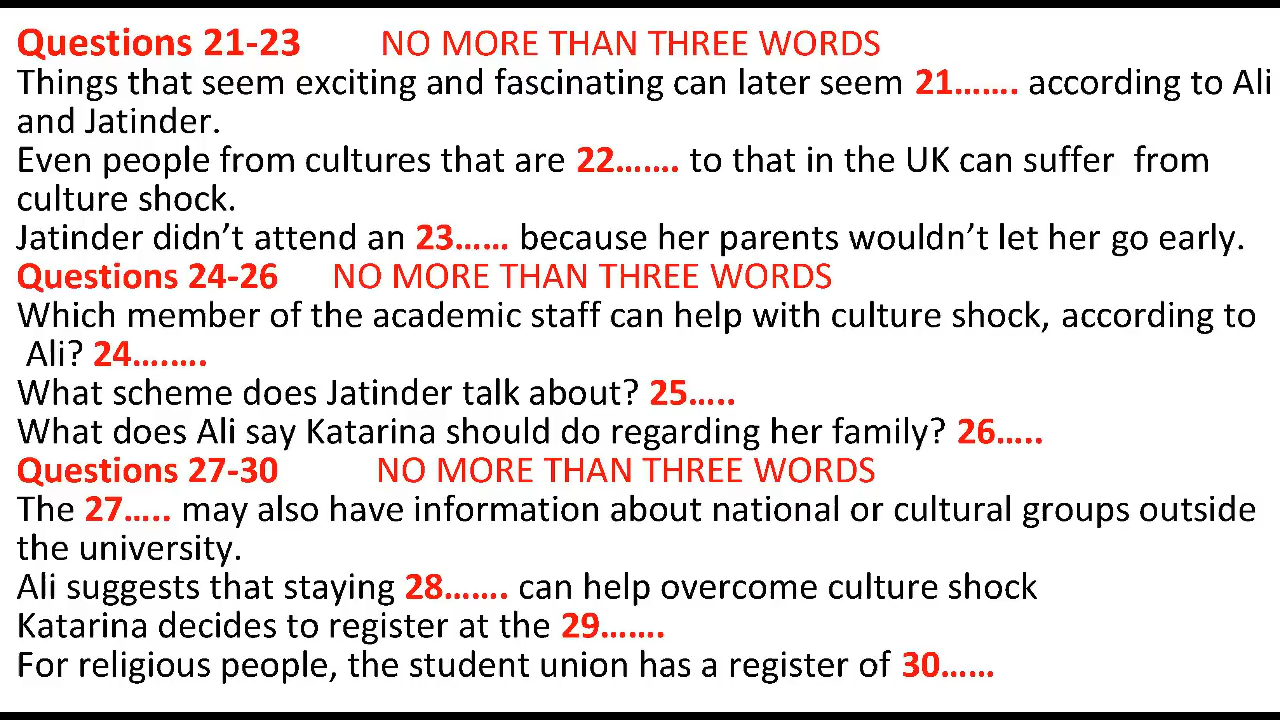 Questions 21-23 NO MORE THAN THREE WORDS
Things that seem exciting and fascinating can later seem 21……. according to Ali
and Jatinder.
Even people from cultures that are 22……. to that in the UK can suffer from
culture shock.
Jatinder didn’t attend an 23…… because her parents wouldn’t let her go early.
Questions 24-26 NO MORE THAN THREE WORDS
Which member of the academic staff can help with culture shock, according to
Ali? 24….….
What scheme does Jatinder talk about? 25…..
What does Ali say Katarina should do regarding her family? 26…..
Questions 27-30 NO MORE THAN THREE WORDS
The 27….. may also have information about national or cultural groups outside
the university.
Ali suggests that staying 28……. can help overcome culture shock
Katarina decides to register at the 29…….
For religious people, the student union has a register of 30……